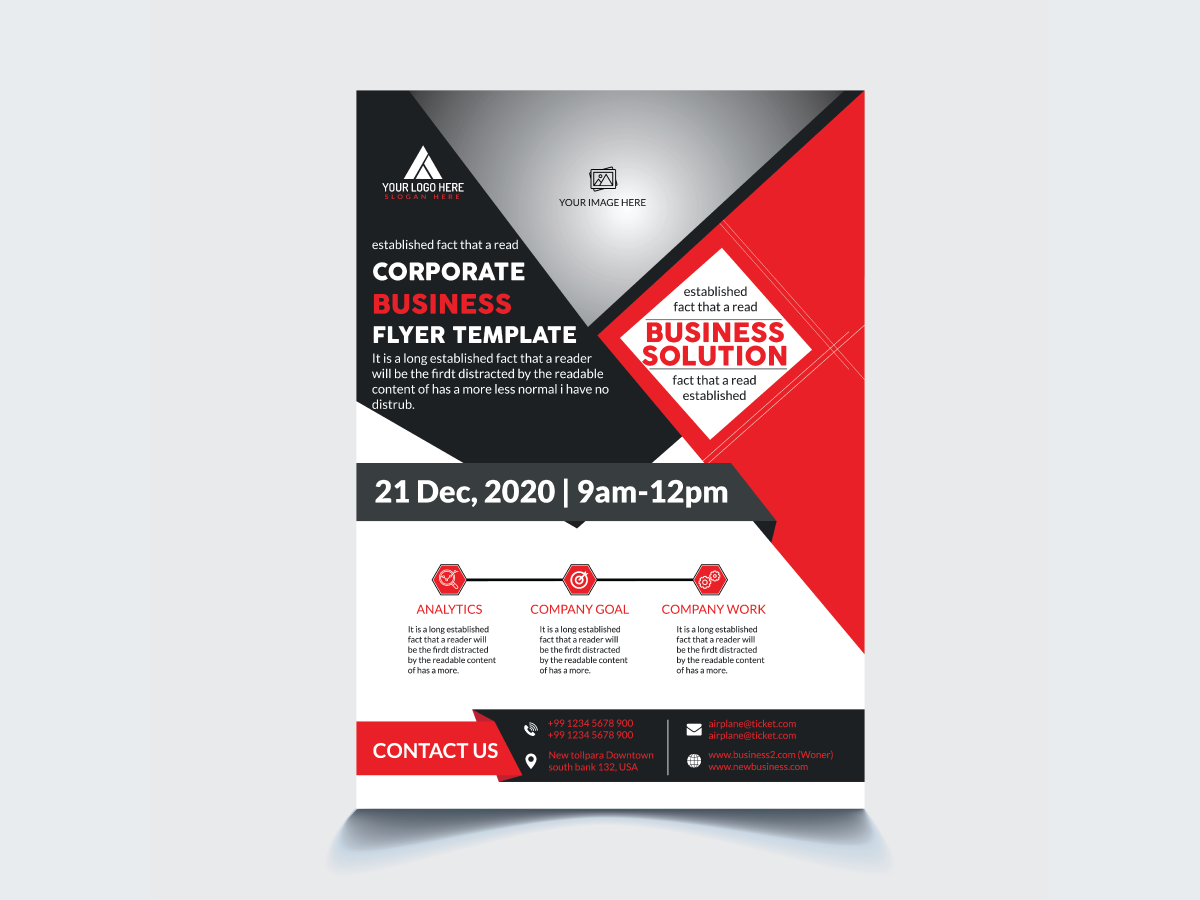 YOUR LOGO HERE
SLOGAN HERE
YOUR IMAGE HERE
established fact that a read
CORPORATE
BUSINESS
FLYER TEMPLATE
It is a long established fact that a reader
will be the firdt distracted by the readable
content of has a more less normal i have no
distrub.
established
fact that a read
BUSINESS
SOLUTION
fact that a read
established
21 Dec, 2020 | 9am-12pm
ANALYTICS
It is a long established
fact that a reader will
be the firdt distracted
by the readable content
of has a more.
COMPANY GOAL
It is a long established
fact that a reader will
be the firdt distracted
by the readable content
of has a more.
COMPANY WORK
It is a long established
fact that a reader will
be the firdt distracted
by the readable content
of has a more.
CONTACT US
+99 1234 5678 900
+99 1234 5678 900
New tollpara Downtown
south bank 132, USA
airplane@ticket.com
airplane@ticket.com
www.business2.com (Woner)
www.newbusiness.com